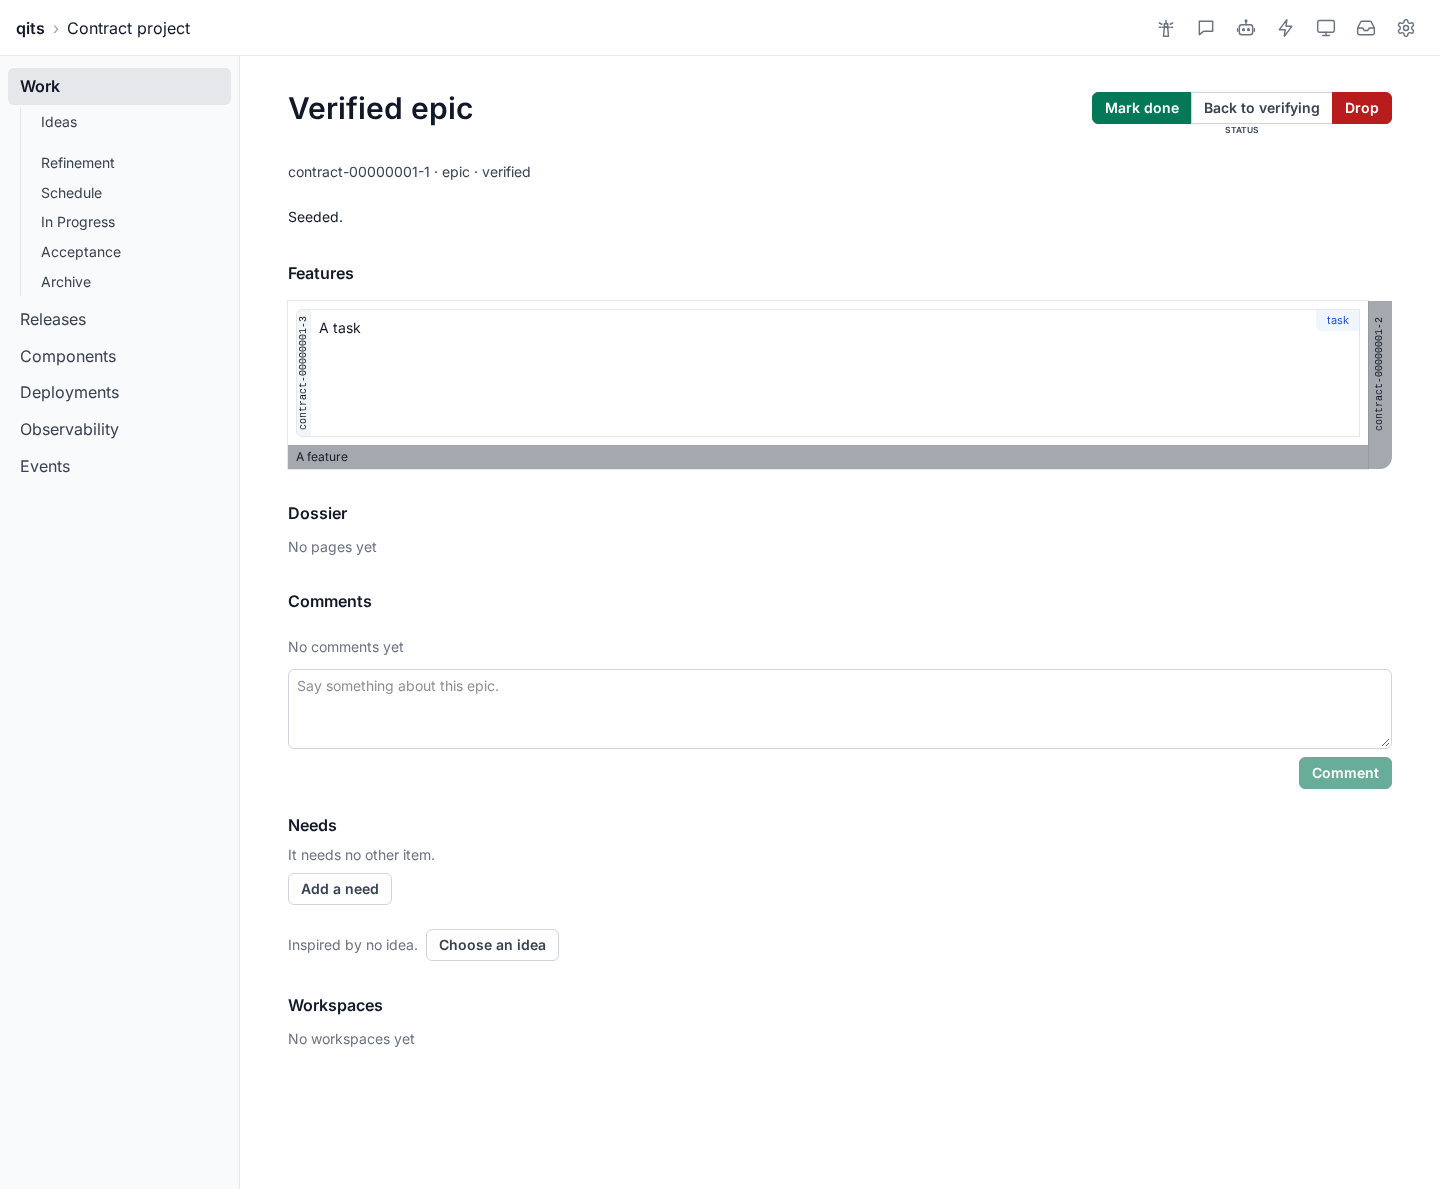 qits › Contract project
Work
Ideas
Refinement
Schedule
In Progress
Acceptance
Archive
Releases
Components
Deployments
Observability
Events
Verified epic
Mark done
Back to verifying
Drop
STATUS
contract-00000001-1 · epic · verified
Seeded.
Features
contract-00000001-3
A task
task
contract-00000001-2
A feature
Dossier
No pages yet
Comments
No comments yet
Say something about this epic.
Comment
Needs
It needs no other item.
Add a need
Inspired by no idea.
Choose an idea
Workspaces
No workspaces yet